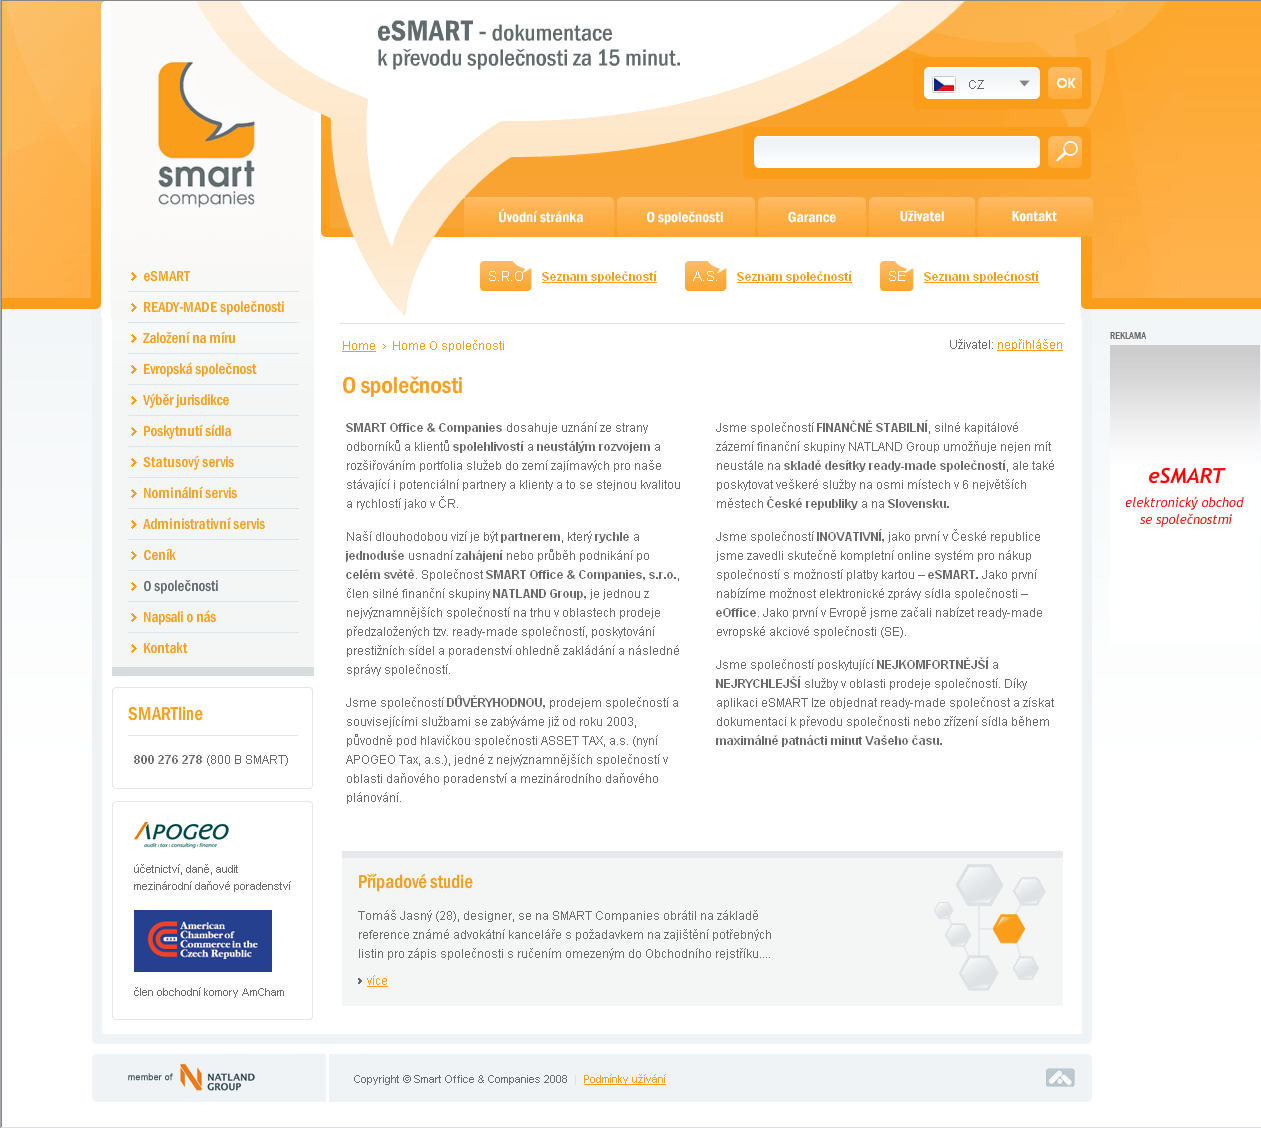 eSMART - dokumentace
k převodu společnosti za 15 minut.
smart
companies
CZ
OK
Úvodní stránka
O společnosti
Garance
Uživatel
Kontakt
S.R.O
Seznam společností
A.S.
Seznam společností
SE
Seznam společností
eSMART
READY-MADE společnosti
Založení na míru
Evropská společnost
Výběr jurisdikce
Poskytnutí sídla
Statusový servis
Nominální servis
Administrativní servis
Ceník
O společnosti
Napsali o nás
Kontakt
SMARTline
800 276 278 (800 B SMART)
APOGEO
audit : tax : consulting : finance
účetnictví, daně, audit
mezinárodní daňové poradenství
American
Chamber of
Commerce in the
Czech Republic
člen obchodní komory AmCham
Home > Home O společnosti
Uživatel: nepřihlášen
O společnosti
SMART Office & Companies dosahuje uznání ze strany
odborníků a klientů spolehlivostí a neustálým rozvojem a
rozšiřováním portfolia služeb do zemí zajímavých pro naše
stávající i potenciální partnery a klienty a to se stejnou kvalitou
a rychlostí jako v ČR.
Naší dlouhodobou vizí je být partnerem, který rychle a
jednoduše usnadní zahájení nebo průběh podnikání po
celém světě. Společnost SMART Office & Companies, s.r.o.,
člen silné finanční skupiny NATLAND Group, je jednou z
nejvýznamnějších společností na trhu v oblastech prodeje
předzaložených tzv. ready-made společností, poskytování
prestižních sídel a poradenství ohledně zakládání a následné
správy společností.
Jsme společností DŮVĚRYHODNOU, prodejem společností a
souvisejícími službami se zabýváme již od roku 2003,
původně pod hlavičkou společnosti ASSET TAX, a.s. (nyní
APOGEO Tax, a.s.), jedné z nejvýznamnějších společností v
oblasti daňového poradenství a mezinárodního daňového
plánování.
Jsme společností FINANČNĚ STABILNÍ, silné kapitálové
zázemí finanční skupiny NATLAND Group umožňuje nejen mít
neustále na skladě desítky ready-made společností, ale také
poskytovat veškeré služby na osmi místech v 6 největších
městech České republiky a na Slovensku.
Jsme společností INOVATIVNÍ, jako první v České republice
jsme zavedli skutečně kompletní online systém pro nákup
společností s možností platby kartou – eSMART. Jako první
nabízíme možnost elektronické zprávy sídla společnosti –
eOffice. Jako první v Evropě jsme začali nabízet ready-made
evropské akciové společnosti (SE).
Jsme společností poskytující NEJKOMFORTNĚJŠÍ a
NEJRYCHLEJŠÍ služby v oblasti prodeje společností. Díky
aplikaci eSMART lze objednat ready-made společnost a získat
dokumentaci k převodu společnosti nebo zřízení sídla během
maximálně patnácti minut Vašeho času.
Případové studie
Tomáš Jasný (28), designer, se na SMART Companies obrátil na základě
reference známé advokátní kanceláře s požadavkem na zajištění potřebných
listin pro zápis společnosti s ručením omezeným do Obchodního rejstříku....
více
REKLAMA
eSMART
elektronický obchod
se společnostmi
member of NATLAND
GROUP
Copyright © Smart Office & Companies 2008 | Podmínky užívání